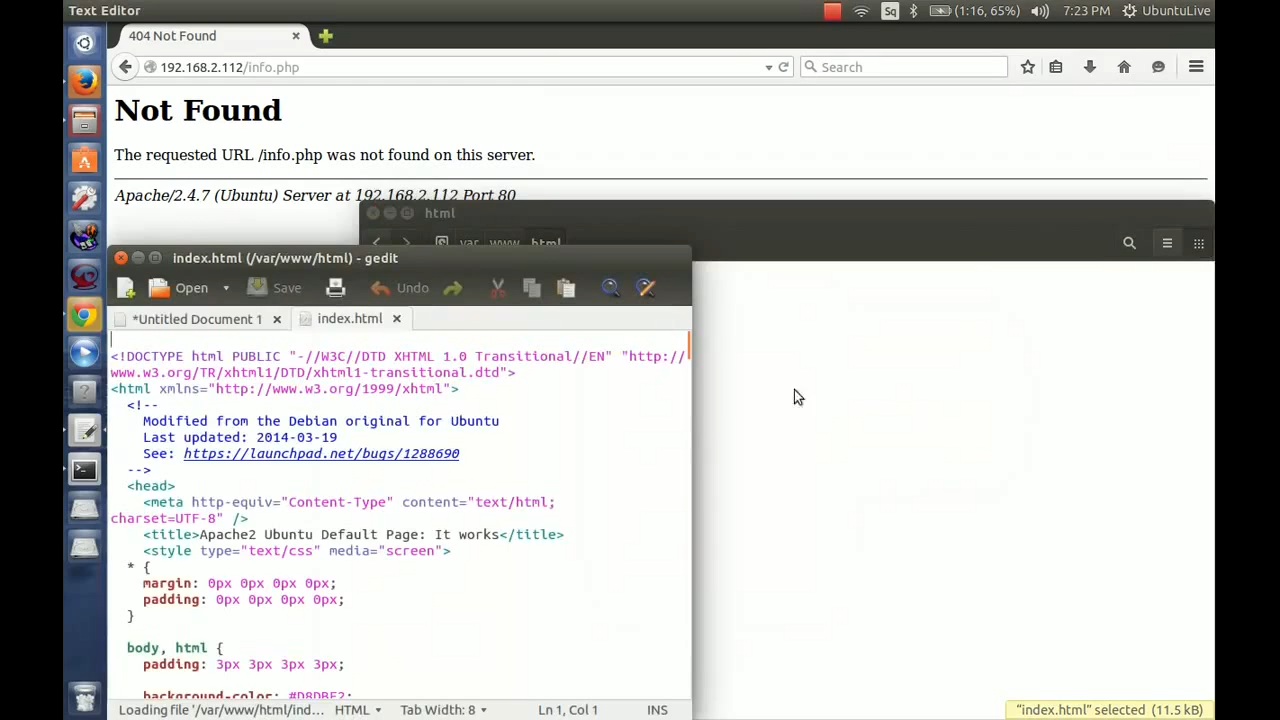 Text Editor
Sq
(1:16, 65%)
7:23 PM
UbuntuLive
404 Not Found
192.168.2.112/info.php
Search
Not Found
The requested URL /info.php was not found on this server.
Apache/2.4.7 (Ubuntu) Server at 192.168.2.112 Port 80
html
var www html
index.html (/var/www/html) - gedit
Open Save Undo
*Untitled Document 1
index.html
<!DOCTYPE html PUBLIC "-//W3C//DTD XHTML 1.0 Transitional//EN" "http://
www.w3.org/TR/xhtml1/DTD/xhtml1-transitional.dtd">
<html xmlns="http://www.w3.org/1999/xhtml">
<!--
Modified from the Debian original for Ubuntu
Last updated: 2014-03-19
See: https://launchpad.net/bugs/1288690
-->
<head>
<meta http-equiv="Content-Type" content="text/html;
charset=UTF-8" />
<title>Apache2 Ubuntu Default Page: It works</title>
<style type="text/css" media="screen">
* {
margin: 0px 0px 0px 0px;
padding: 0px 0px 0px 0px;
}
body, html {
padding: 3px 3px 3px 3px;
background-color: #D8DBE2;
Loading file '/var/www/html/ind...
HTML
Tab Width: 8
Ln 1, Col 1
INS
"index.html" selected (11.5 kB)